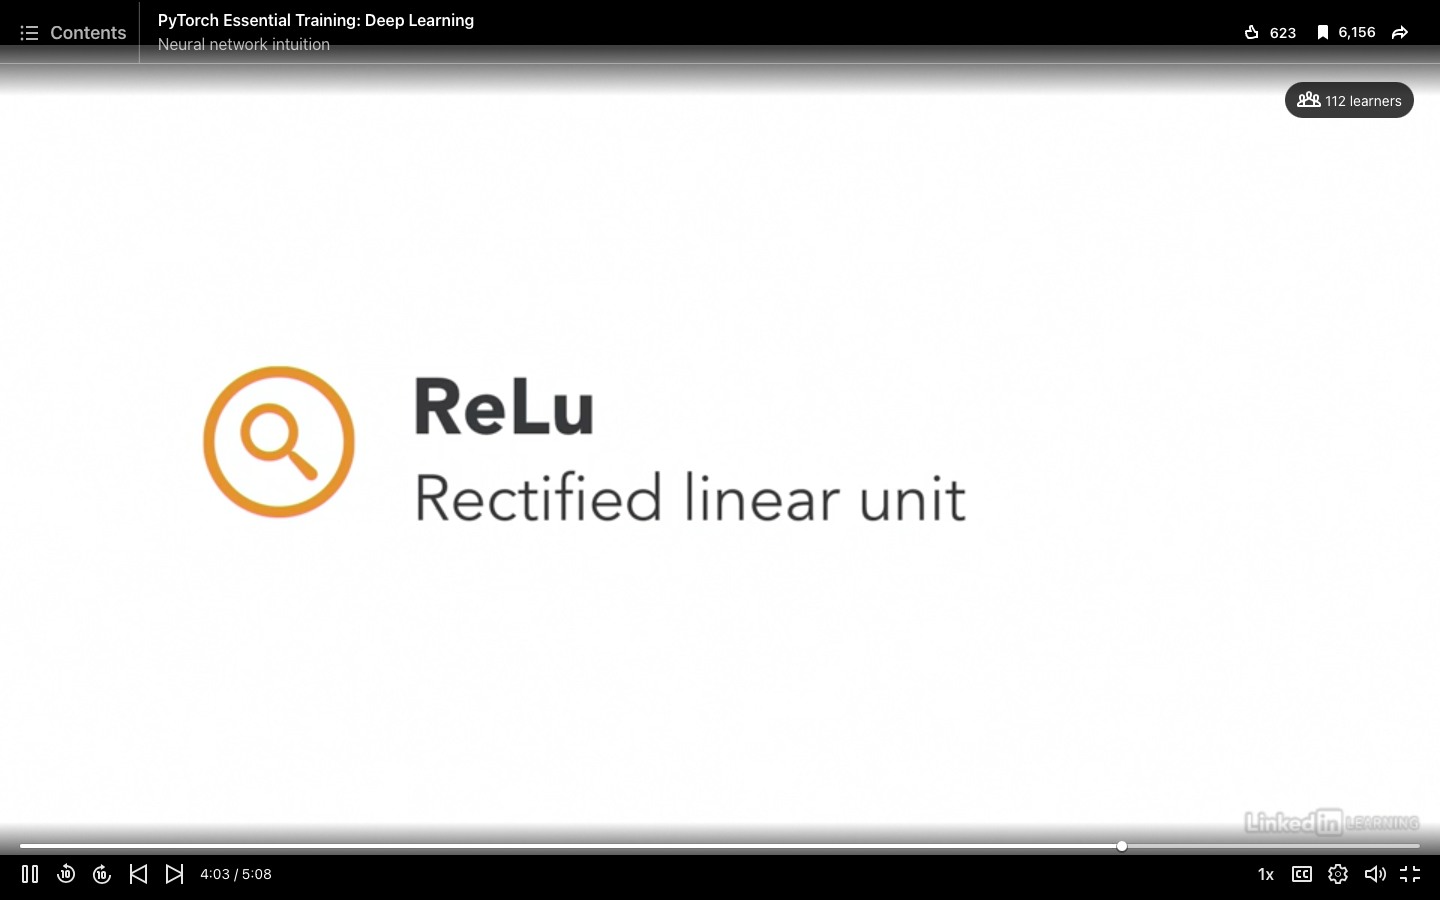 Contents
PyTorch Essential Training: Deep Learning
Neural network intuition
623
6,156
112 learners
ReLu
Rectified linear unit
Linked in LEARNING
10
10
4:03 / 5:08
1x
CC